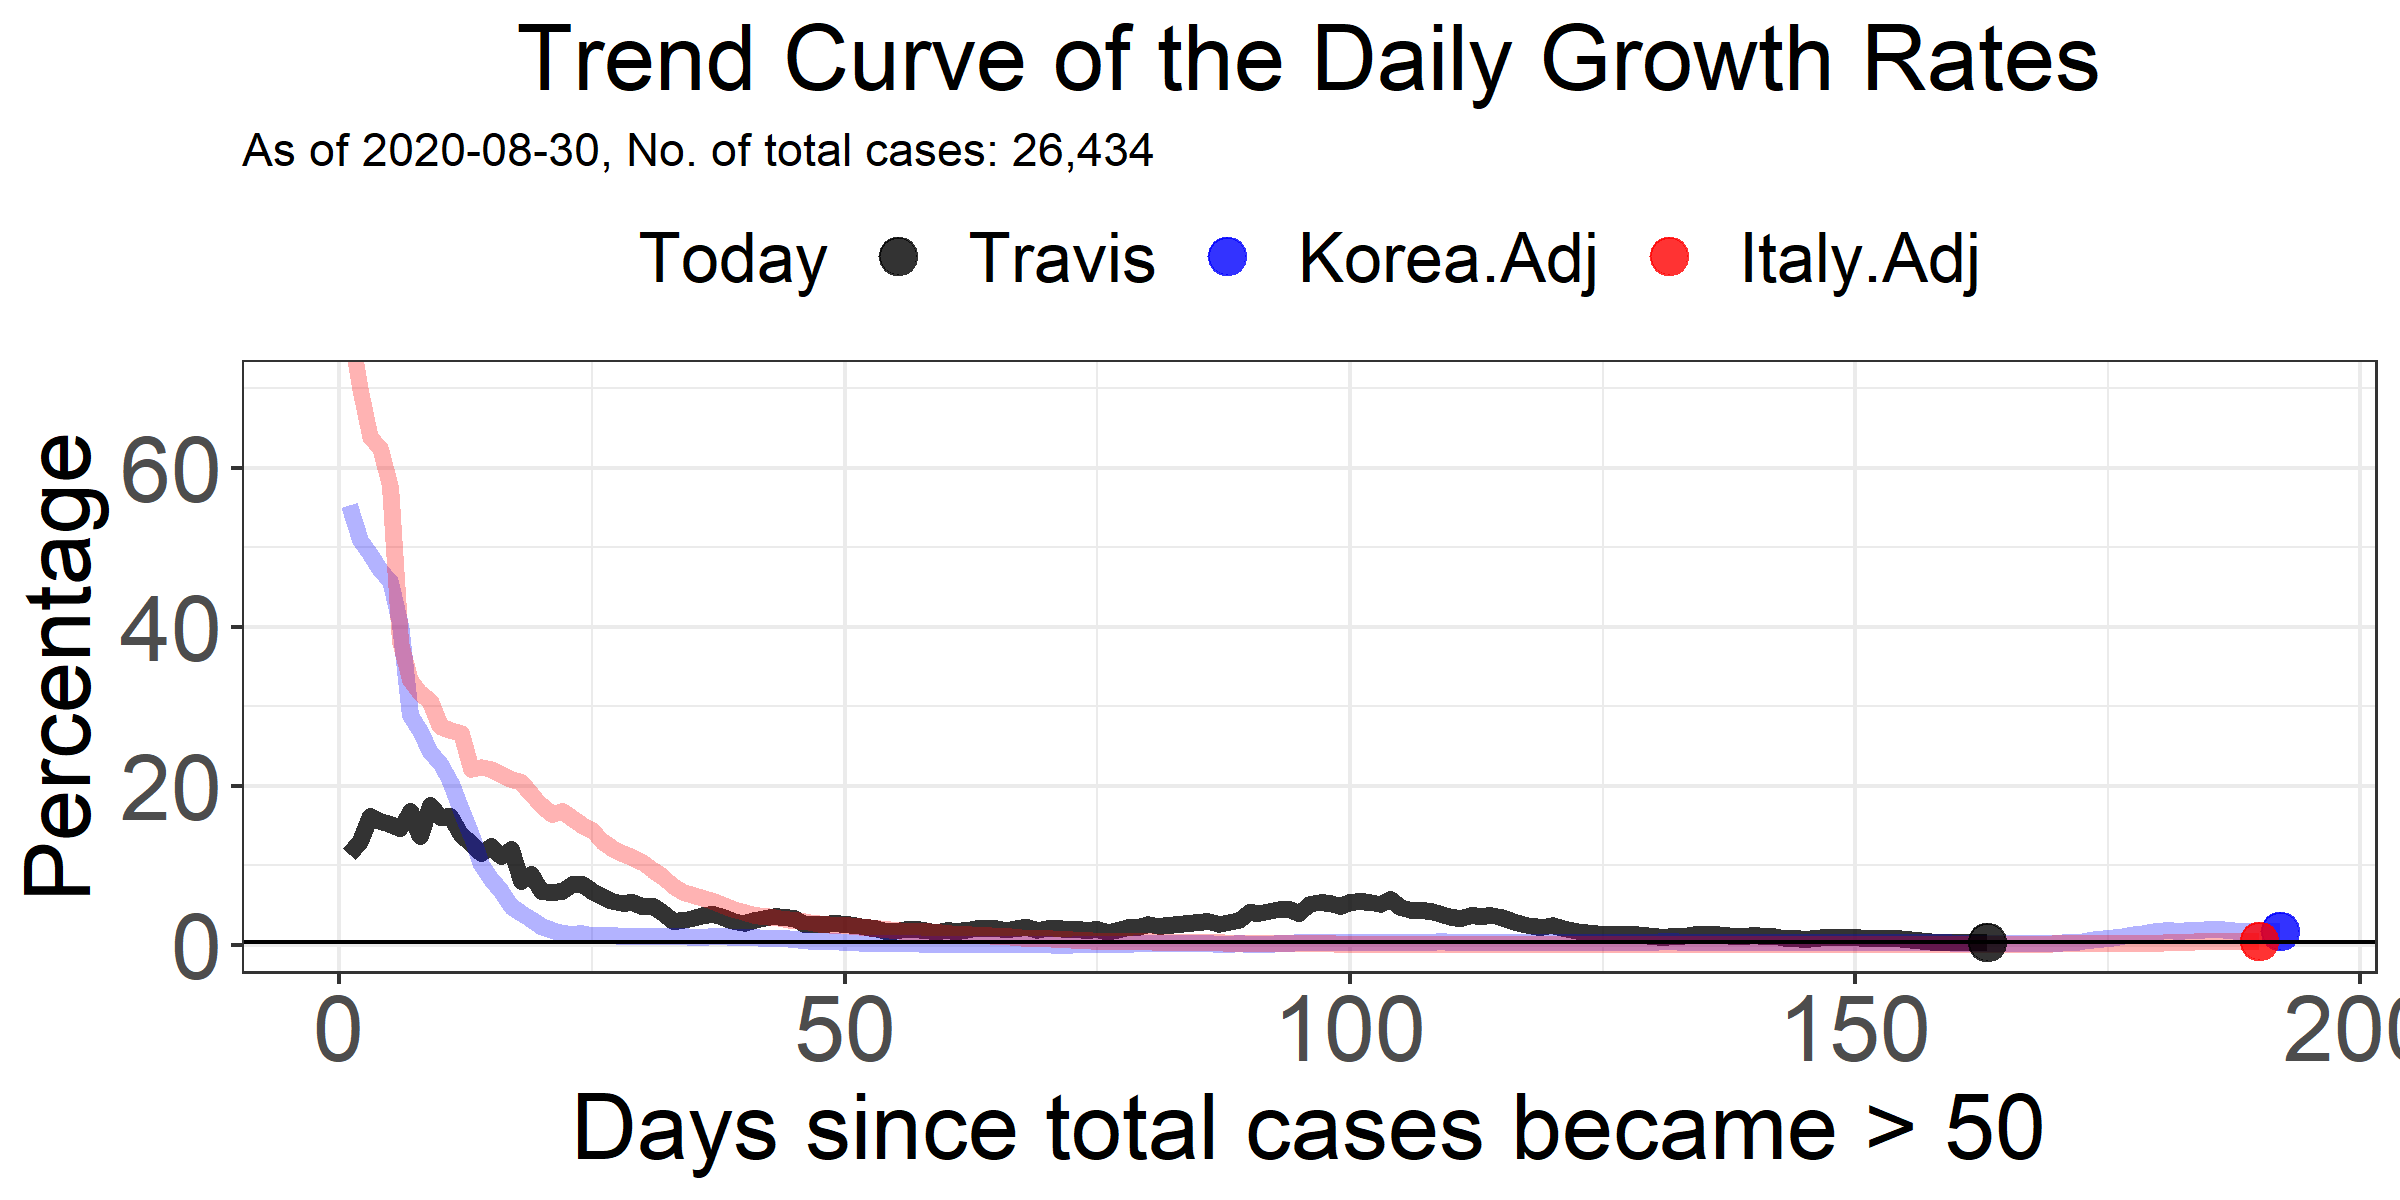 Trend Curve of the Daily Growth Rates
As of 2020-08-30, No. of total cases: 26,434
Today Travis Korea.Adj Italy.Adj
Percentage
60
40
20
0
0 50 100 150 200
Days since total cases became > 50